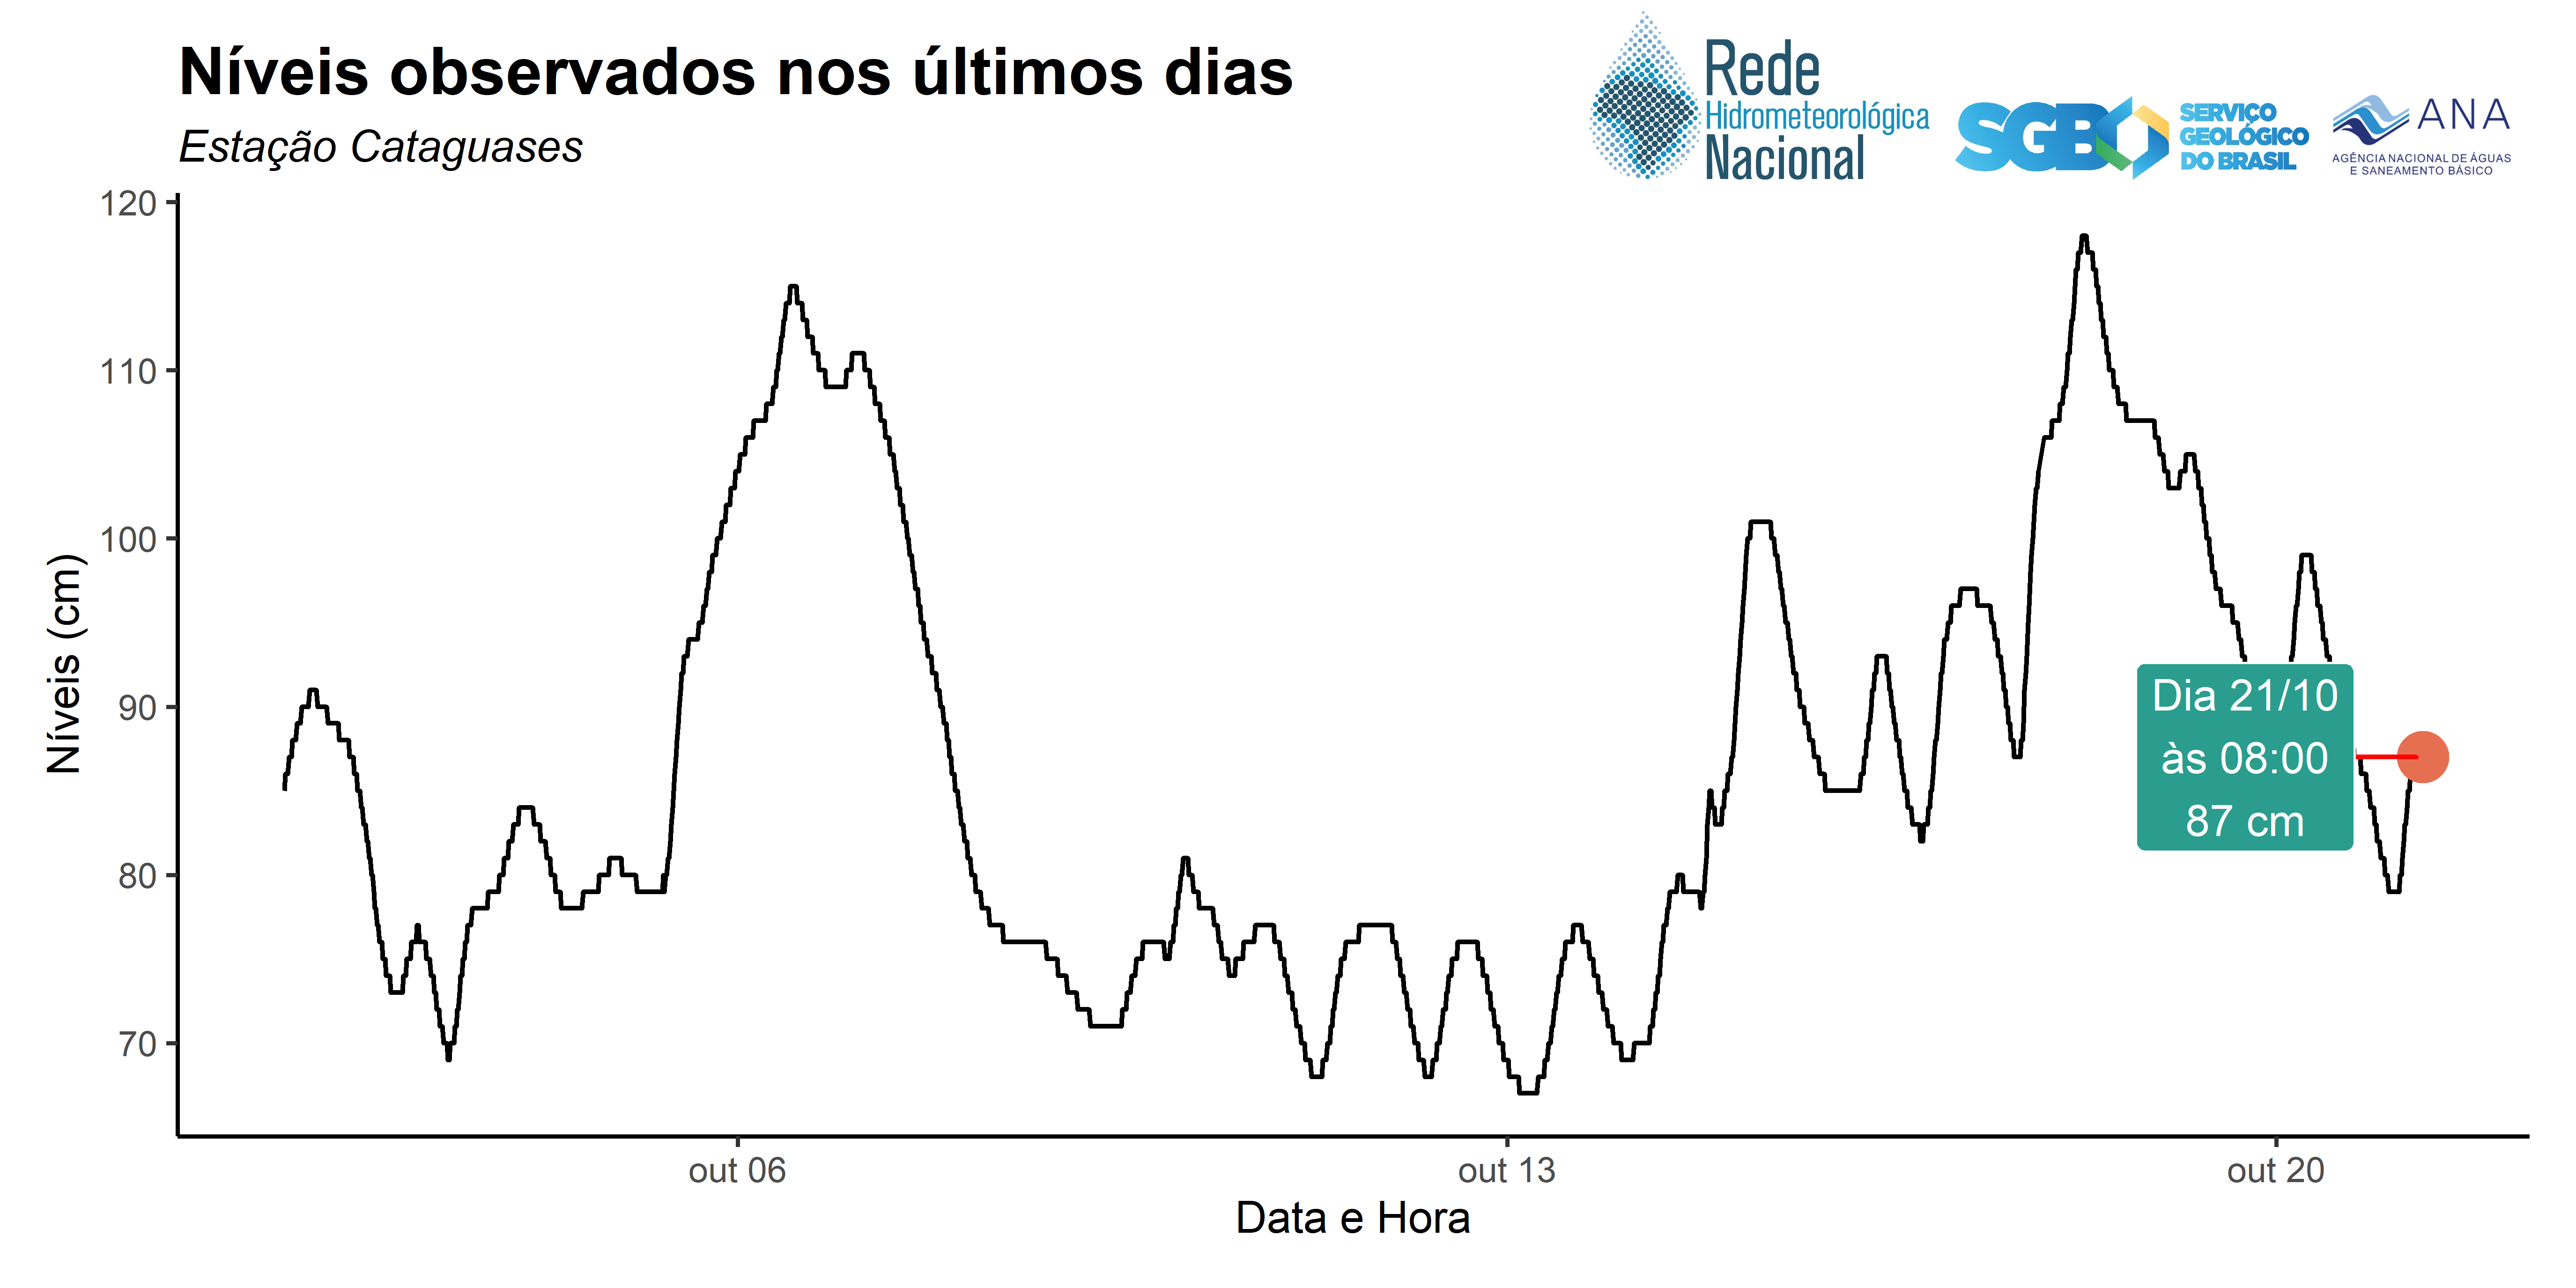 Níveis observados nos últimos dias
Estação Cataguases
Rede
Hidrometeorológica
Nacional
SGB
SERVIÇO
GEOLÓGICO
DO BRASIL
ANA
AGÊNCIA NACIONAL DE ÁGUAS
E SANEAMENTO BÁSICO
120
110
100
90
80
70
Níveis (cm)
Dia 21/10
às 08:00
87 cm
out 06
out 13
out 20
Data e Hora